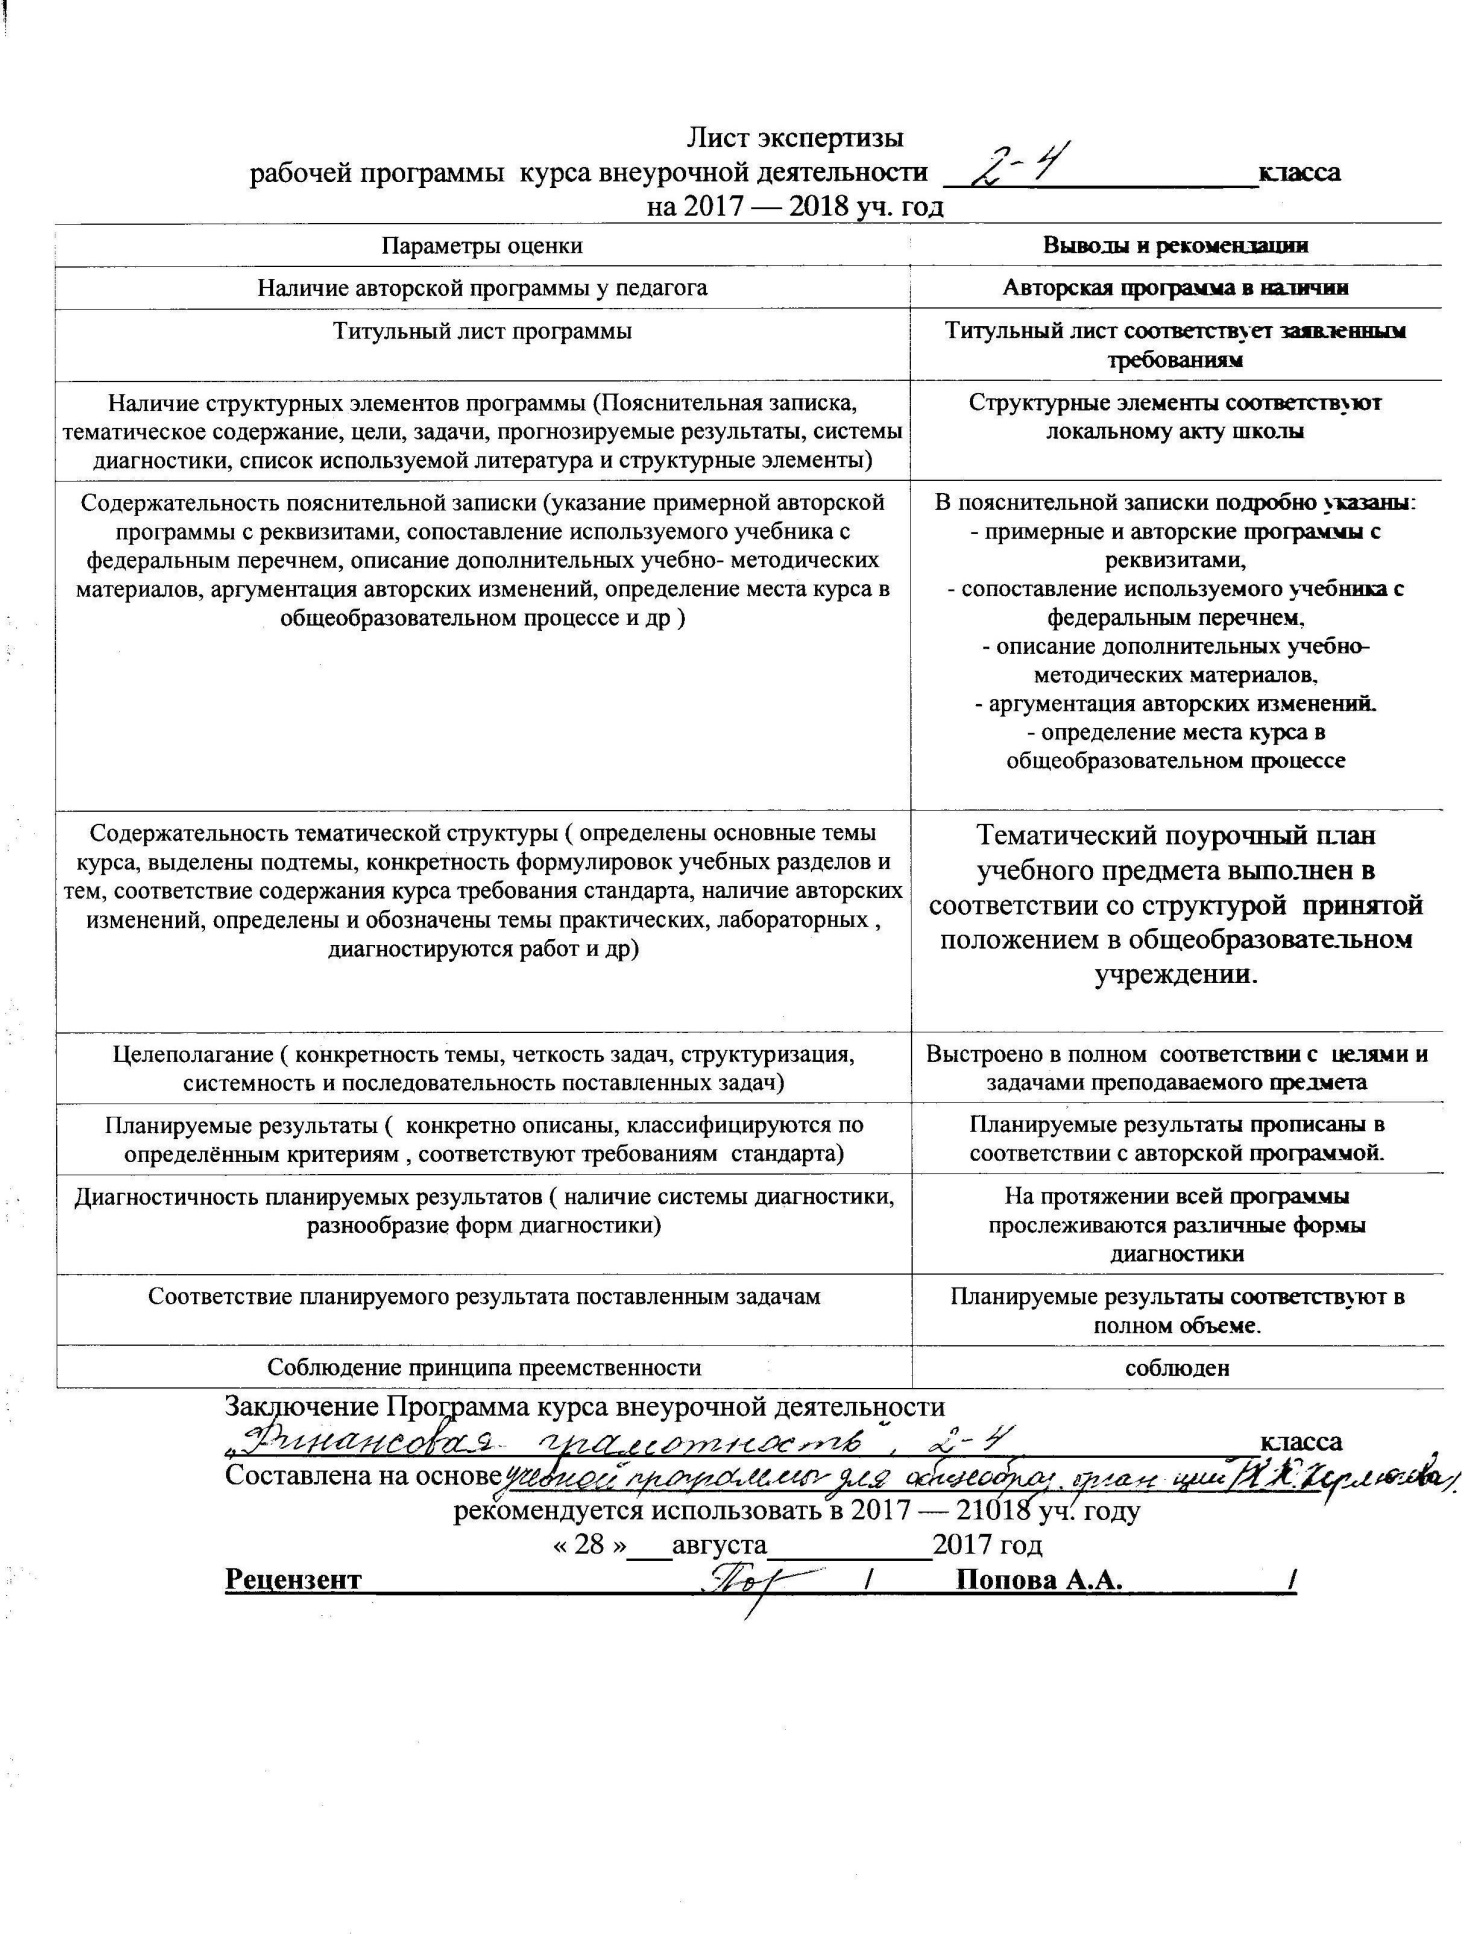 Лист экспертизы
рабочей программы курса внеурочной деятельности 2-4 класса
на 2017 — 2018 уч. год
Параметры оценки
Выводы и рекомендации
Наличие авторской программы у педагога
Авторская программа в наличии
Титульный лист программы
Титульный лист соответствует заявленным
требованиям
Наличие структурных элементов программы (Пояснительная записка,
тематическое содержание, цели, задачи, прогнозируемые результаты, системы
диагностики, список используемой литература и структурные элементы)
Структурные элементы соответствуют
локальному акту школы
Содержательность пояснительной записки (указание примерной авторской
программы с реквизитами, сопоставление используемого учебника с
федеральным перечнем, описание дополнительных учебно- методических
материалов, аргументация авторских изменений, определение места курса в
общеобразовательном процессе и др )
В пояснительной записки подробно указаны:
- примерные и авторские программы с
реквизитами,
- сопоставление используемого учебника с
федеральным перечнем,
- описание дополнительных учебно-
методических материалов,
- аргументация авторских изменений.
- определение места курса в
общеобразовательном процессе
Содержательность тематической структуры ( определены основные темы
курса, выделены подтемы, конкретность формулировок учебных разделов и
тем, соответствие содержания курса требования стандарта, наличие авторских
изменений, определены и обозначены темы практических, лабораторных ,
диагностируются работ и др)
Тематический поурочный план
учебного предмета выполнен в
соответствии со структурой принятой
положением в общеобразовательном
учреждении.
Целеполагание ( конкретность темы, четкость задач, структуризация,
системность и последовательность поставленных задач)
Выстроено в полном соответствии с целями и
задачами преподаваемого предмета
Планируемые результаты ( конкретно описаны, классифицируются по
определённым критериям , соответствуют требованиям стандарта)
Планируемые результаты прописаны в
соответствии с авторской программой.
Диагностичность планируемых результатов ( наличие системы диагностики,
разнообразие форм диагностики)
На протяжении всей программы
прослеживаются различные формы
диагностики
Соответствие планируемого результата поставленным задачам
Планируемые результаты соответствуют в
полном объеме.
Соблюдение принципа преемственности
соблюден
Заключение Программа курса внеурочной деятельности
„Финансовая грамотность", 2-4 класса
Составлена на основе учебной программы для общеобраз. орган-ций
рекомендуется использовать в 2017 — 21018 уч. году
« 28 » августа 2017 год
Рецензент / Попова А.А. /